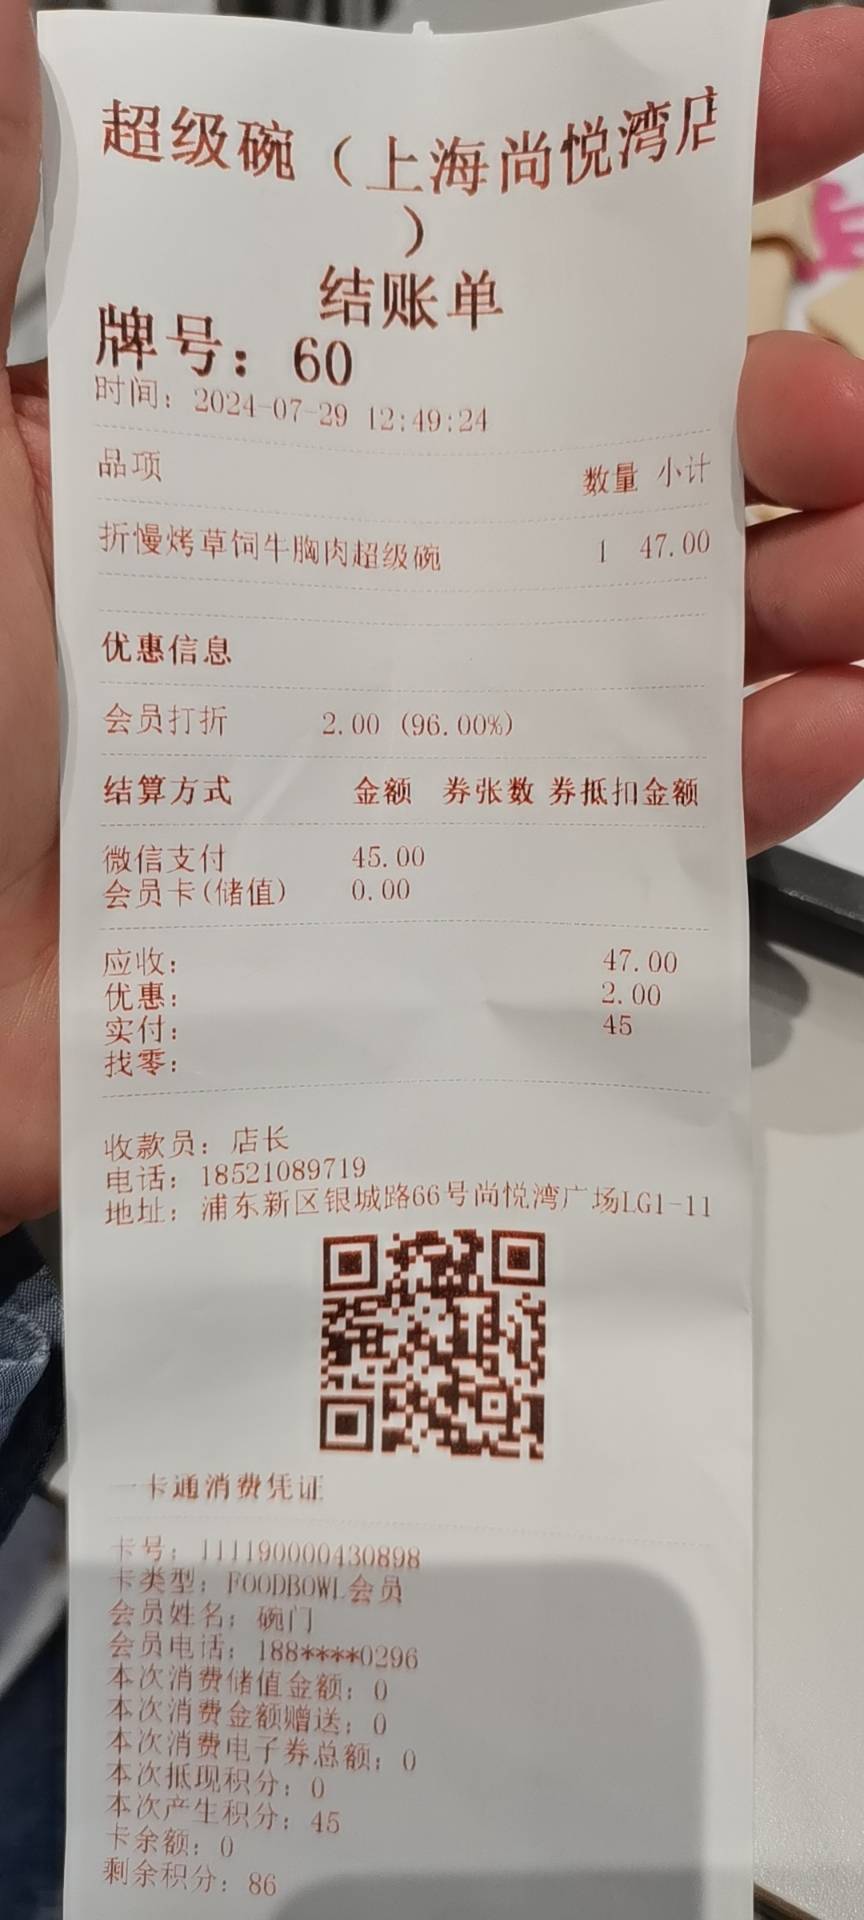 超级碗（上海尚悦湾店
）
结账单
牌号：60
时间：2024-07-29 12:49:24
品项 数量 小计
折慢烤草饲牛胸肉超级碗 1 47.00
优惠信息
会员打折 2.00 (96.00%)
结算方式 金额 券张数 券抵扣金额
微信支付 45.00
会员卡(储值) 0.00
应收： 47.00
优惠： 2.00
实付： 45
找零：
收款员：店长
电话：18521089719
地址：浦东新区银城路66号尚悦湾广场LG1-11
一卡通消费凭证
卡号：1111900000430898
卡类型：FOODBOWL会员
会员姓名：碗门
会员电话：188****0296
本次消费储值金额：0
本次消费金额赠送：0
本次消费电子券总额：0
本次抵现积分：0
本次产生积分：45
卡余额：0
剩余积分：86